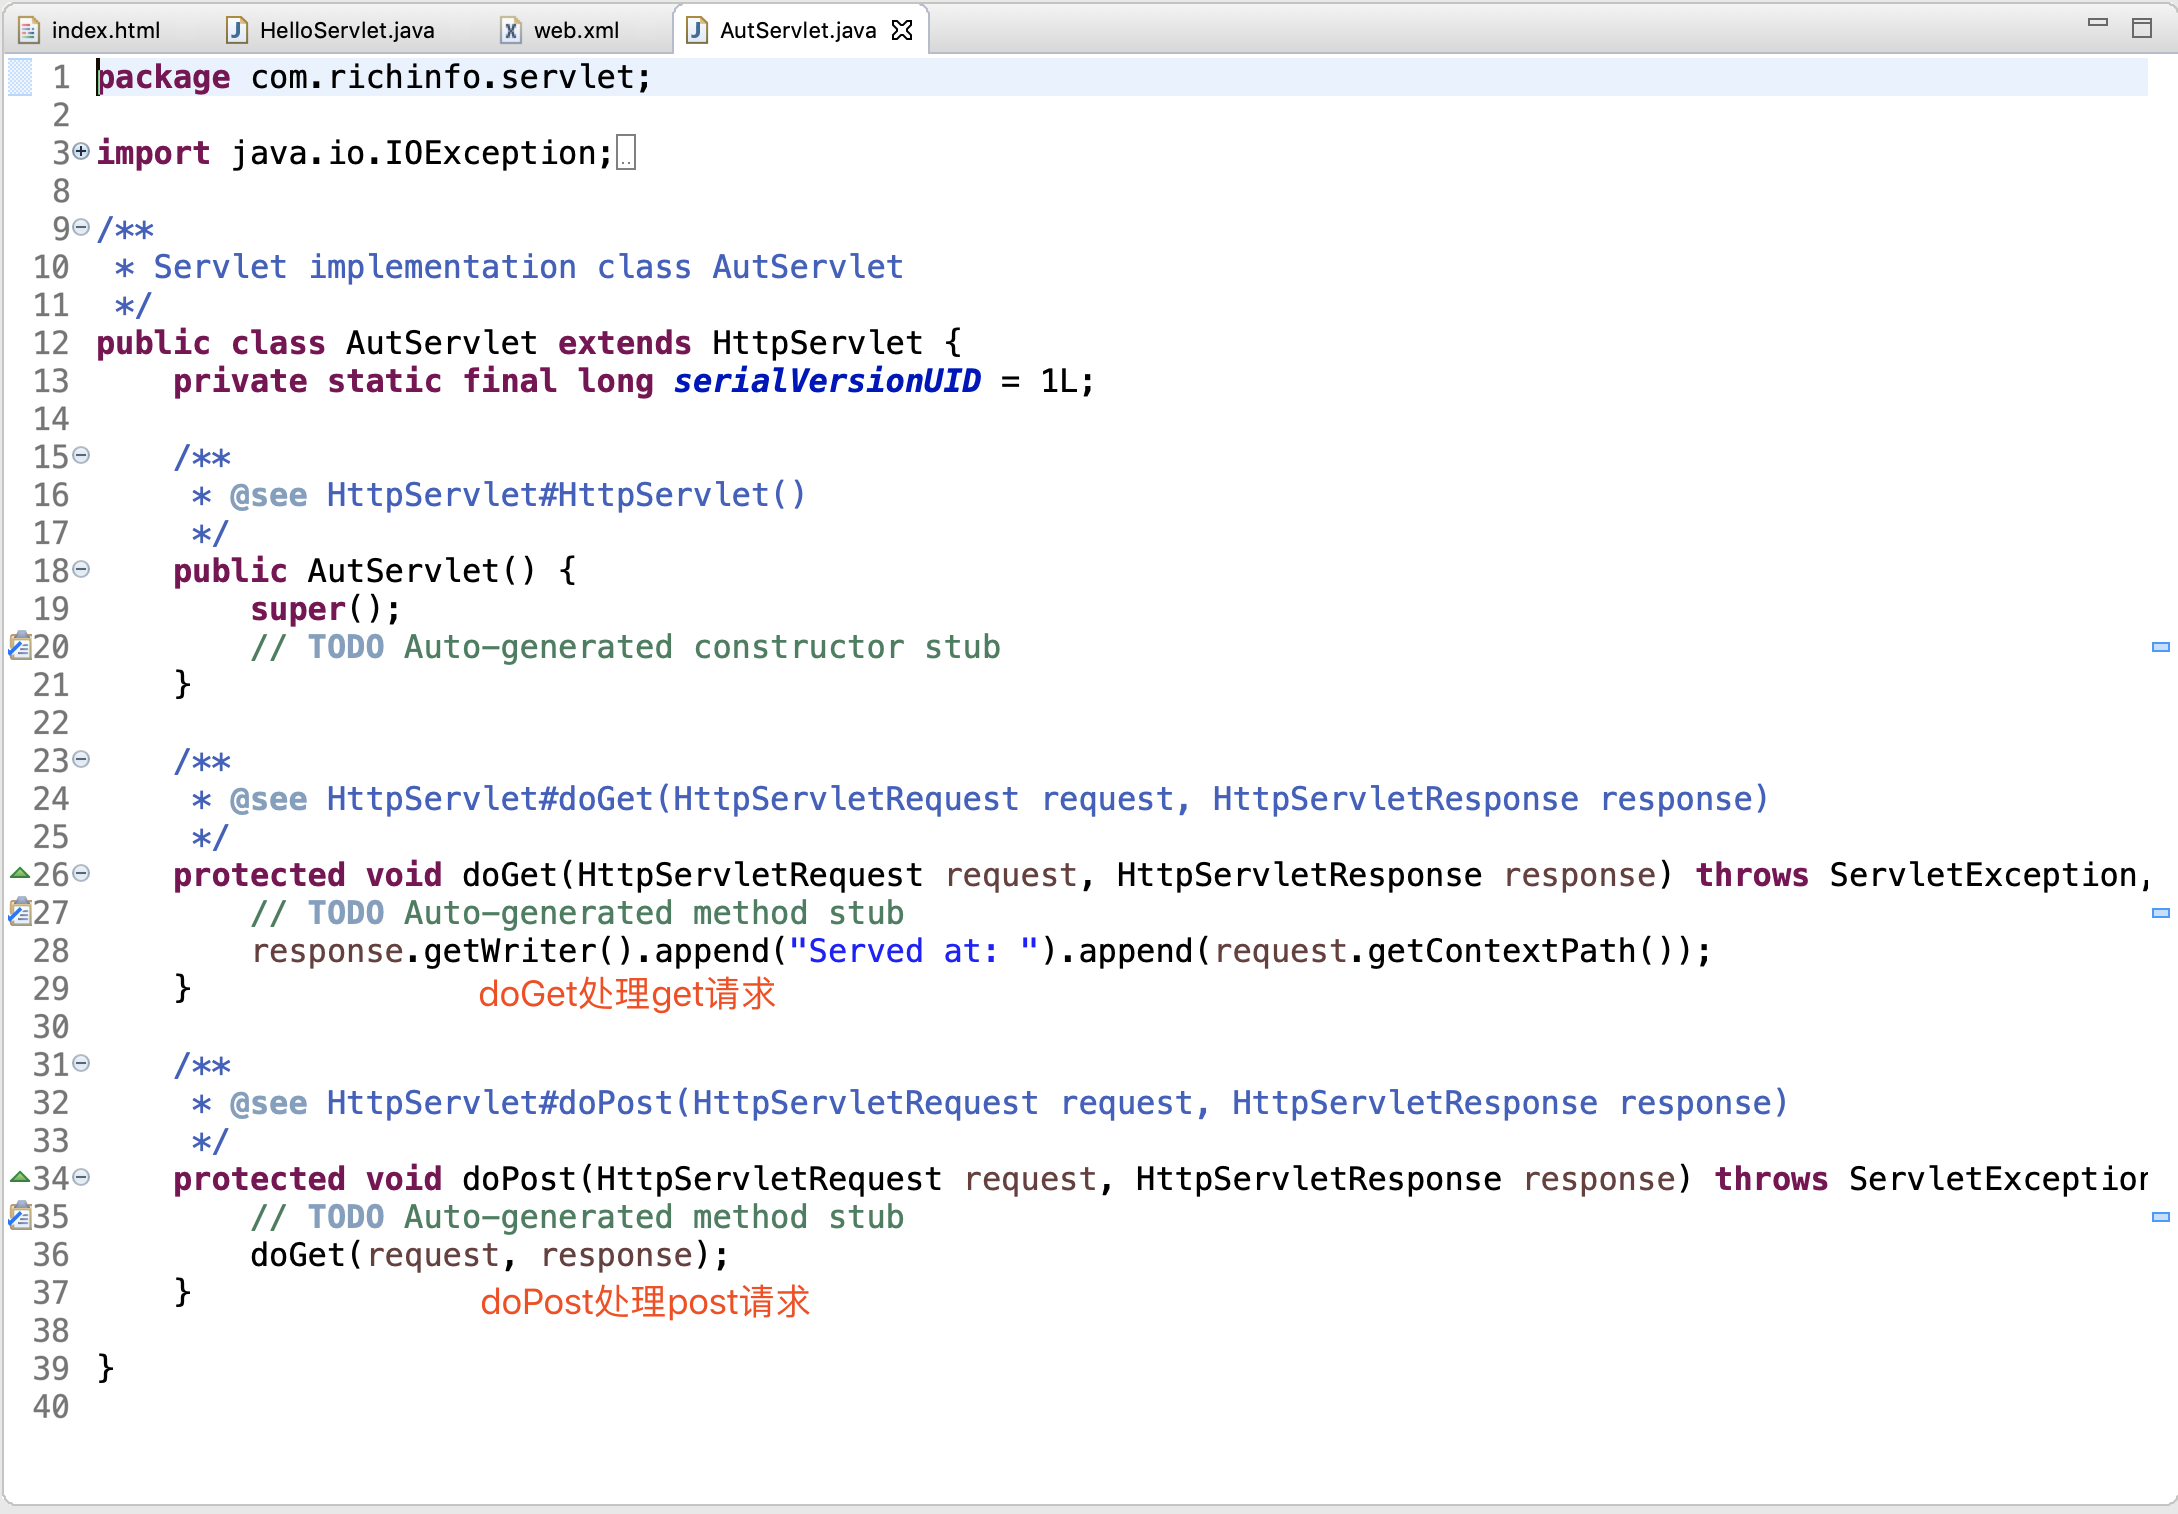 index.html HelloServlet.java web.xml AutServlet.java
1 package com.richinfo.servlet;
2
3 import java.io.IOException;
8
9 /**
10 * Servlet implementation class AutServlet
11 */
12 public class AutServlet extends HttpServlet {
13 private static final long serialVersionUID = 1L;
14
15 /**
16 * @see HttpServlet#HttpServlet()
17 */
18 public AutServlet() {
19 super();
20 // TODO Auto-generated constructor stub
21 }
22
23 /**
24 * @see HttpServlet#doGet(HttpServletRequest request, HttpServletResponse response)
25 */
26 protected void doGet(HttpServletRequest request, HttpServletResponse response) throws ServletException,
27 // TODO Auto-generated method stub
28 response.getWriter().append("Served at: ").append(request.getContextPath());
29 }
doGet处理get请求
30
31 /**
32 * @see HttpServlet#doPost(HttpServletRequest request, HttpServletResponse response)
33 */
34 protected void doPost(HttpServletRequest request, HttpServletResponse response) throws ServletException
35 // TODO Auto-generated method stub
36 doGet(request, response);
37 }
doPost处理post请求
38
39 }
40